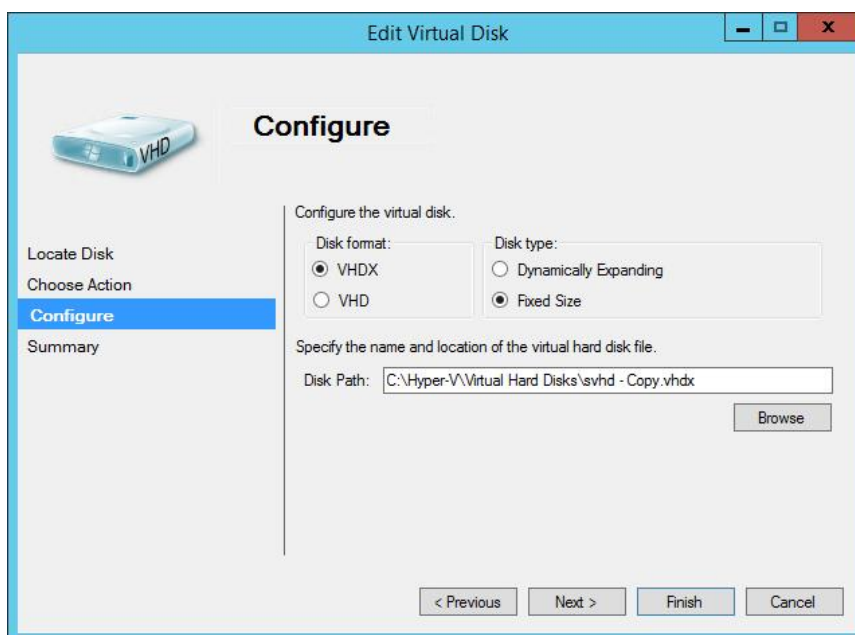 Edit Virtual Disk
VHD
Configure
Locate Disk
Choose Action
Configure
Summary
Configure the virtual disk.
Disk format:
VHDX
VHD
Disk type:
Dynamically Expanding
Fixed Size
Specify the name and location of the virtual hard disk file.
Disk Path: C:\Hyper-V\Virtual Hard Disks\svhd - Copy.vhdx
Browse
< Previous Next > Finish Cancel